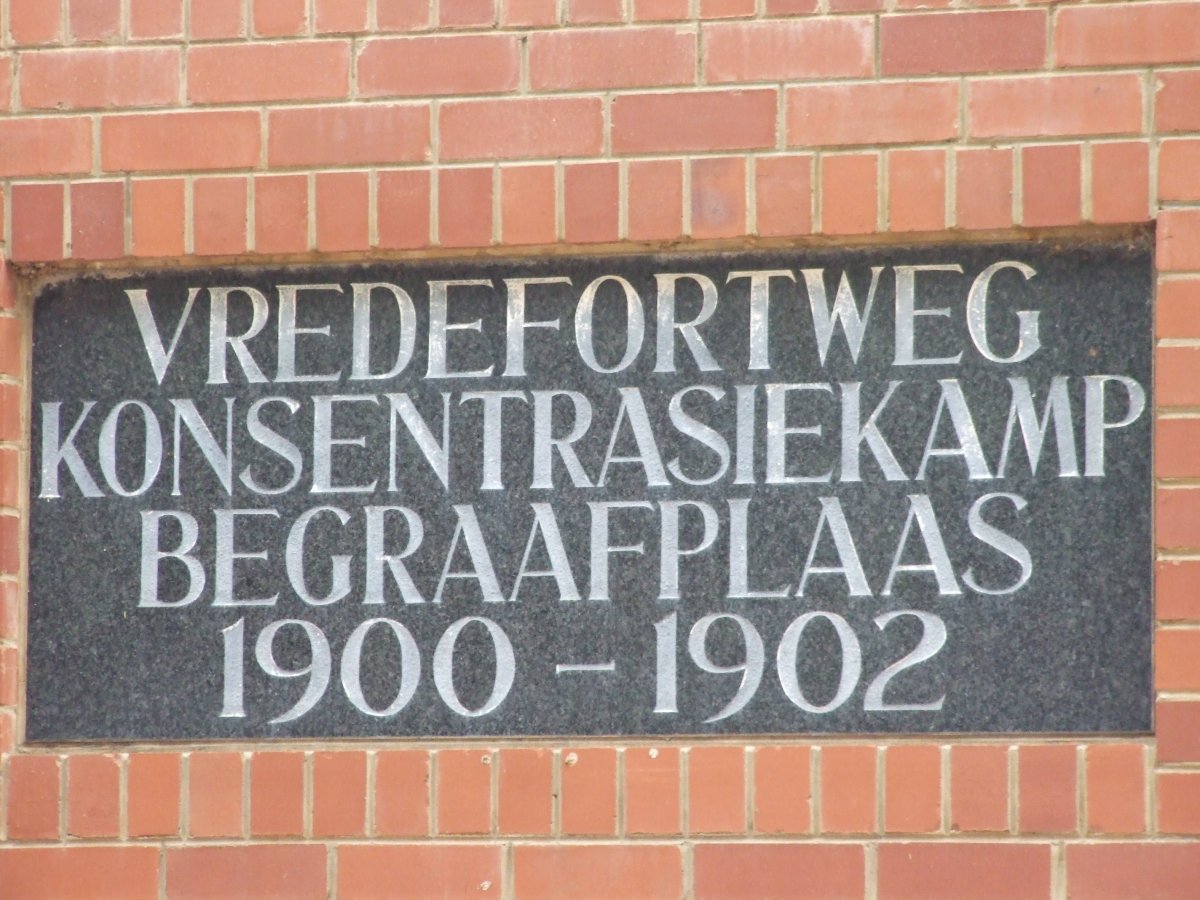 VREDEFORTWEG
KONSENTRASIEKAMP
BEGRAAFPLAAS
1900 - 1902